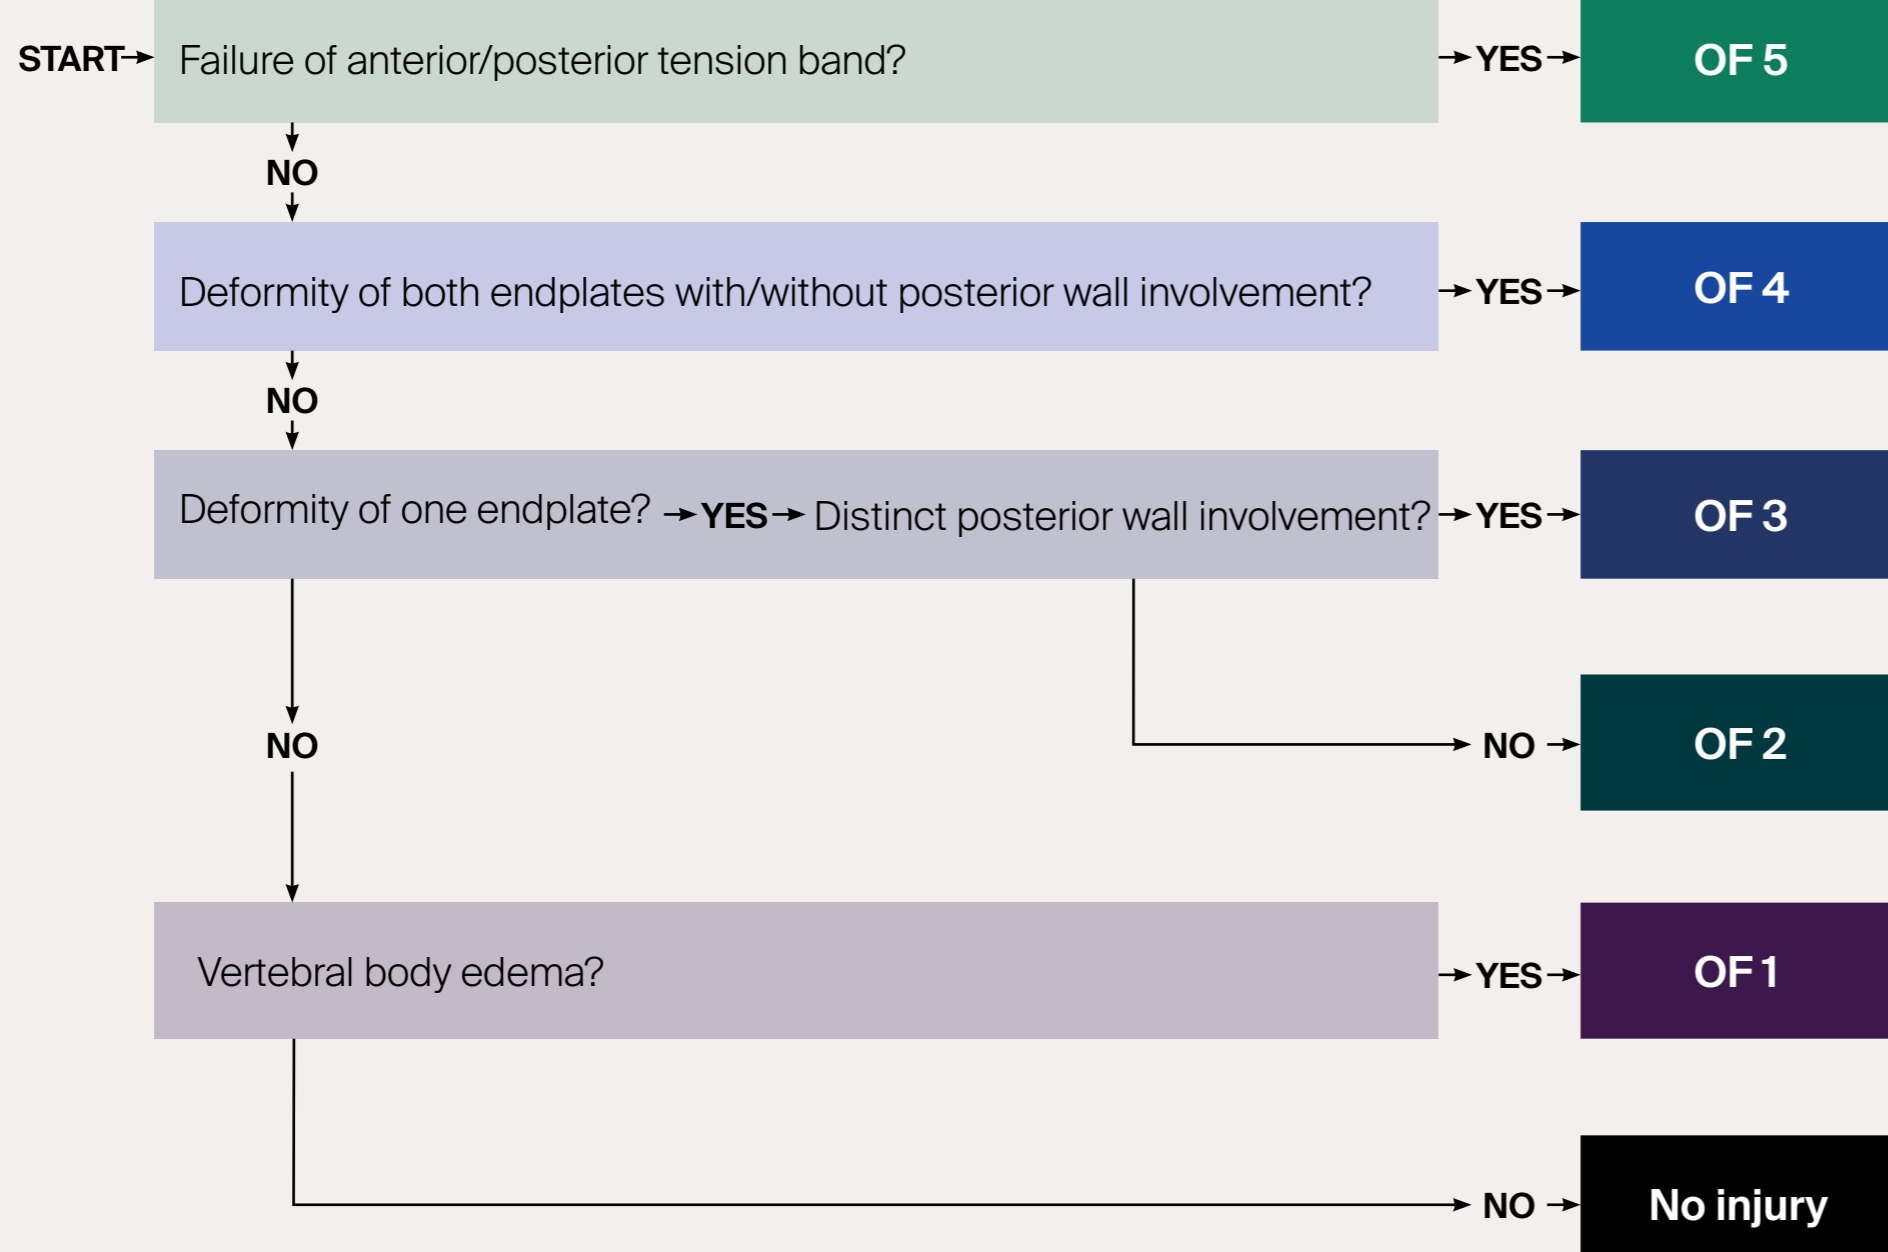 START Failure of anterior/posterior tension band? YES OF 5
NO
Deformity of both endplates with/without posterior wall involvement? YES OF 4
NO
Deformity of one endplate? YES Distinct posterior wall involvement? YES OF 3
NO NO OF 2
Vertebral body edema? YES OF 1
NO No injury